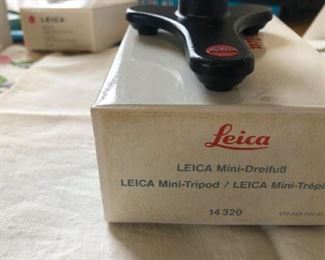 LEICA
Leica
LEICA Mini-Dreifuß
LEICA Mini-Tripod / LEICA Mini-Trépi
14 320